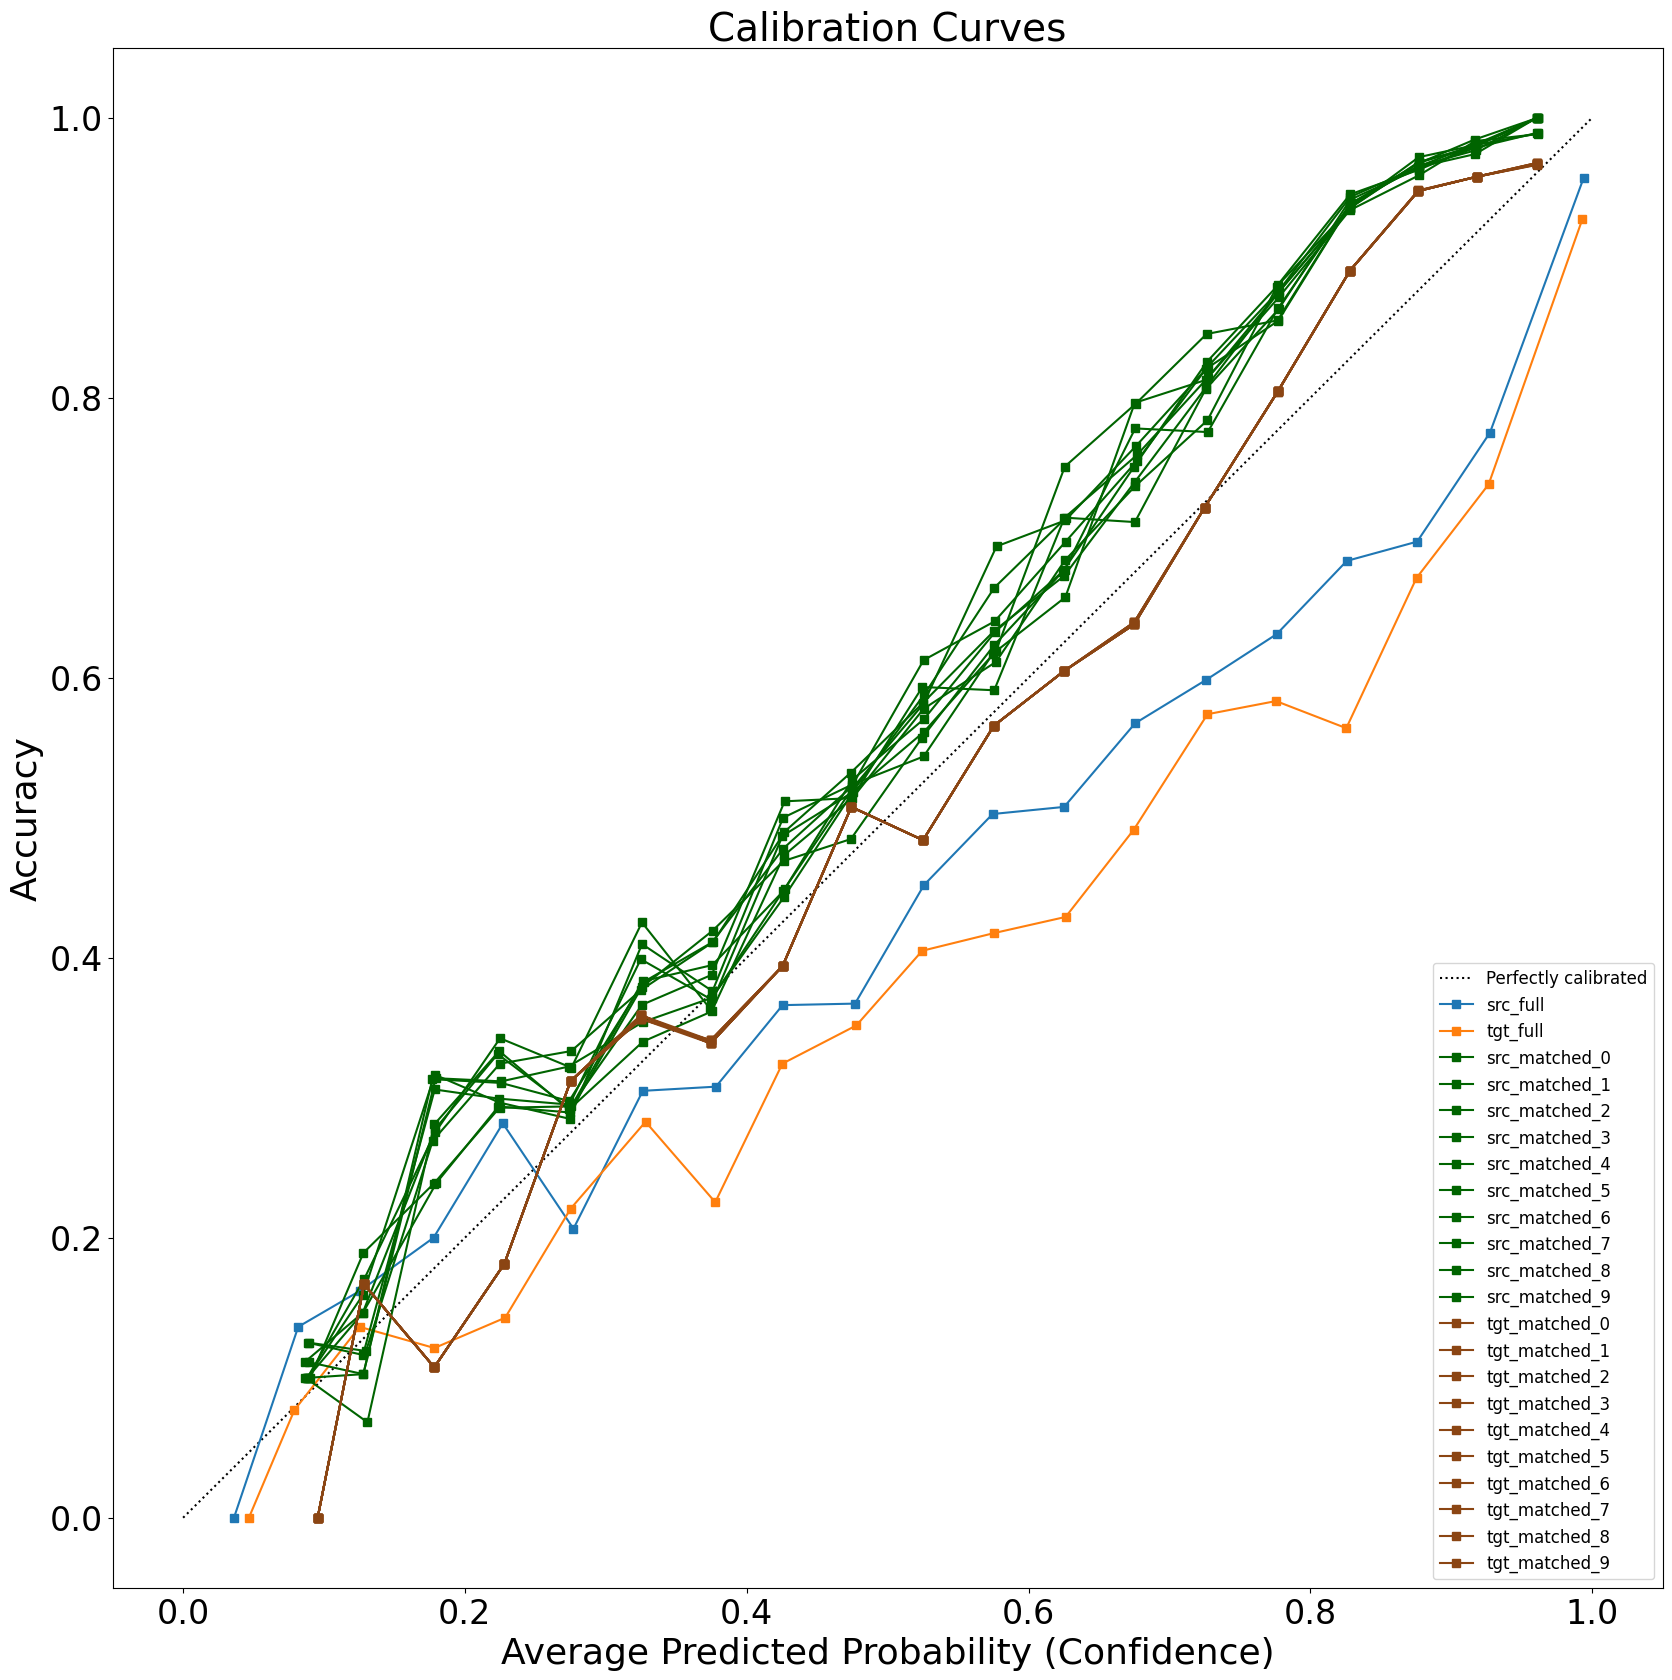 Calibration Curves
1.0
0.8
0.6
0.4
0.2
0.0
Accuracy
0.0 0.2 0.4 0.6 0.8 1.0
Average Predicted Probability (Confidence)
Perfectly calibrated
src_full
tgt_full
src_matched_0
src_matched_1
src_matched_2
src_matched_3
src_matched_4
src_matched_5
src_matched_6
src_matched_7
src_matched_8
src_matched_9
tgt_matched_0
tgt_matched_1
tgt_matched_2
tgt_matched_3
tgt_matched_4
tgt_matched_5
tgt_matched_6
tgt_matched_7
tgt_matched_8
tgt_matched_9